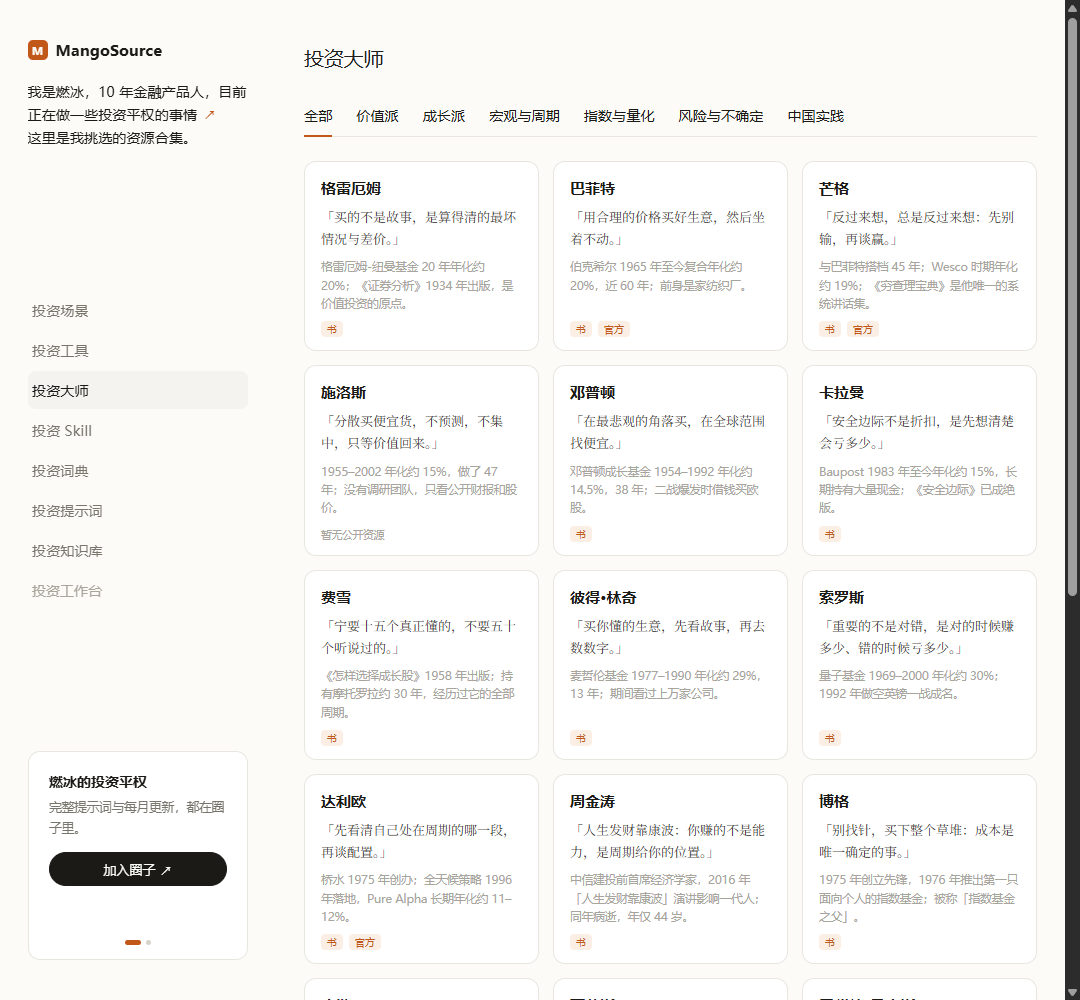 M MangoSource
我是燃冰，10 年金融产品人，目前
正在做一些投资平权的事情 ↗
这里是我挑选的资源合集。
投资场景
投资工具
投资大师
投资 Skill
投资词典
投资提示词
投资知识库
投资工作台
燃冰的投资平权
完整提示词与每月更新，都在圈
子里。
加入圈子 ↗
投资大师
全部 价值派 成长派 宏观与周期 指数与量化 风险与不确定 中国实践
格雷厄姆
「买的不是故事，是算得清的最坏
情况与差价。」
格雷厄姆-纽曼基金 20 年年化约
20%；《证券分析》1934 年出版，是
价值投资的原点。
书
巴菲特
「用合理的价格买好生意，然后坐
着不动。」
伯克希尔 1965 年至今复合年化约
20%，近 60 年；前身是家纺织厂。
书 官方
芒格
「反过来想，总是反过来想：先别
输，再谈赢。」
与巴菲特搭档 45 年；Wesco 时期年化
约 19%；《穷查理宝典》是他唯一的系
统讲话集。
书 官方
施洛斯
「分散买便宜货，不预测，不集
中，只等价值回来。」
1955–2002 年化约 15%，做了 47
年；没有调研团队，只看公开财报和股
价。
暂无公开资源
邓普顿
「在最悲观的角落买，在全球范围
找便宜。」
邓普顿成长基金 1954–1992 年化约
14.5%，38 年；二战爆发时借钱买欧
股。
书
卡拉曼
「安全边际不是折扣，是先想清楚
会亏多少。」
Baupost 1983 年至今年化约 15%，长
期持有大量现金；《安全边际》已成绝
版。
书
费雪
「宁要十五个真正懂的，不要五十
个听说过的。」
《怎样选择成长股》1958 年出版；持
有摩托罗拉约 30 年，经历过它的全部
周期。
书
彼得·林奇
「买你懂的生意，先看故事，再去
数数字。」
麦哲伦基金 1977–1990 年化约 29%，
13 年；期间看过上万家公司。
书
索罗斯
「重要的不是对错，是对的时候赚
多少、错的时候亏多少。」
量子基金 1969–2000 年化约 30%；
1992 年做空英镑一战成名。
书
达利欧
「先看清自己处在周期的哪一段，
再谈配置。」
桥水 1975 年创办；全天候策略 1996
年落地，Pure Alpha 长期年化约 11–
12%。
书 官方
周金涛
「人生发财靠康波：你赚的不是能
力，是周期给你的位置。」
中信建投前首席经济学家，2016 年
「人生发财靠康波」演讲影响一代人；
同年病逝，年仅 44 岁。
书
博格
「别找针，买下整个草堆：成本是
唯一确定的事。」
1975 年创立先锋，1976 年推出第一只
面向个人的指数基金；被称「指数基金
之父」。
书